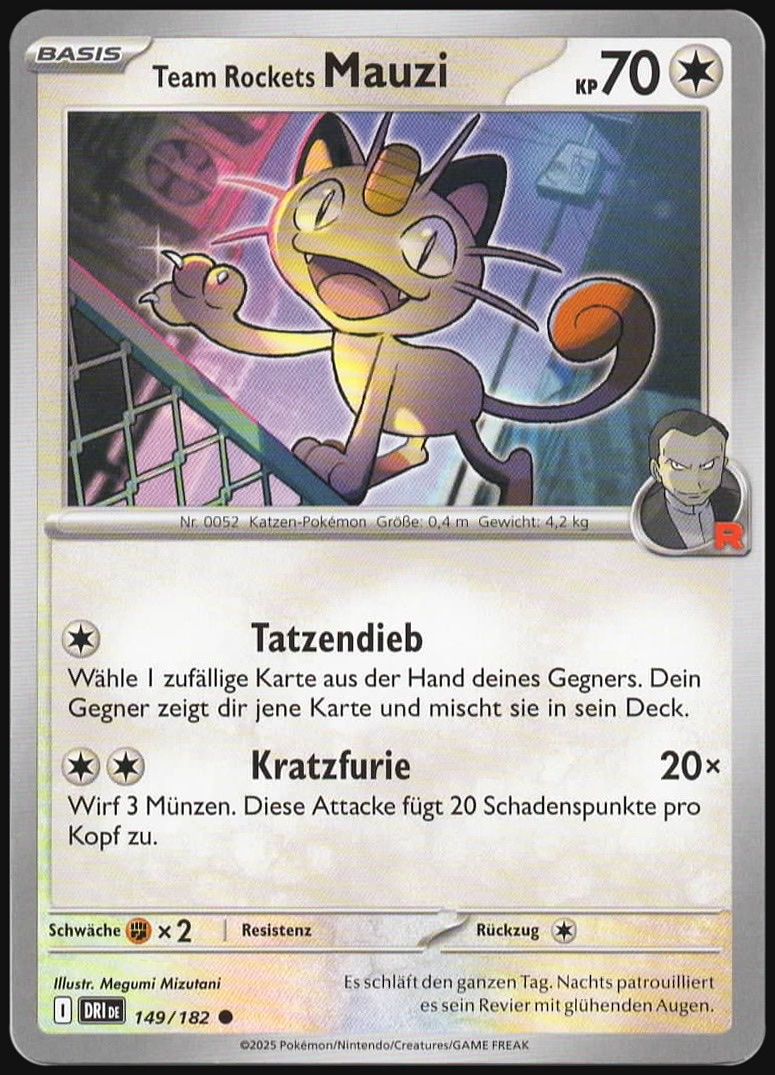 BASIS
Team Rockets Mauzi
KP 70
Nr. 0052 Katzen-Pokémon Größe: 0,4 m Gewicht: 4,2 kg
R
Tatzendieb
Wähle 1 zufällige Karte aus der Hand deines Gegners. Dein
Gegner zeigt dir jene Karte und mischt sie in sein Deck.
Kratzfurie 20×
Wirf 3 Münzen. Diese Attacke fügt 20 Schadenspunkte pro
Kopf zu.
Schwäche ×2 Resistenz Rückzug
Illustr. Megumi Mizutani
Es schläft den ganzen Tag. Nachts patrouilliert
es sein Revier mit glühenden Augen.
I DRI DE 149/182
©2025 Pokémon/Nintendo/Creatures/GAME FREAK